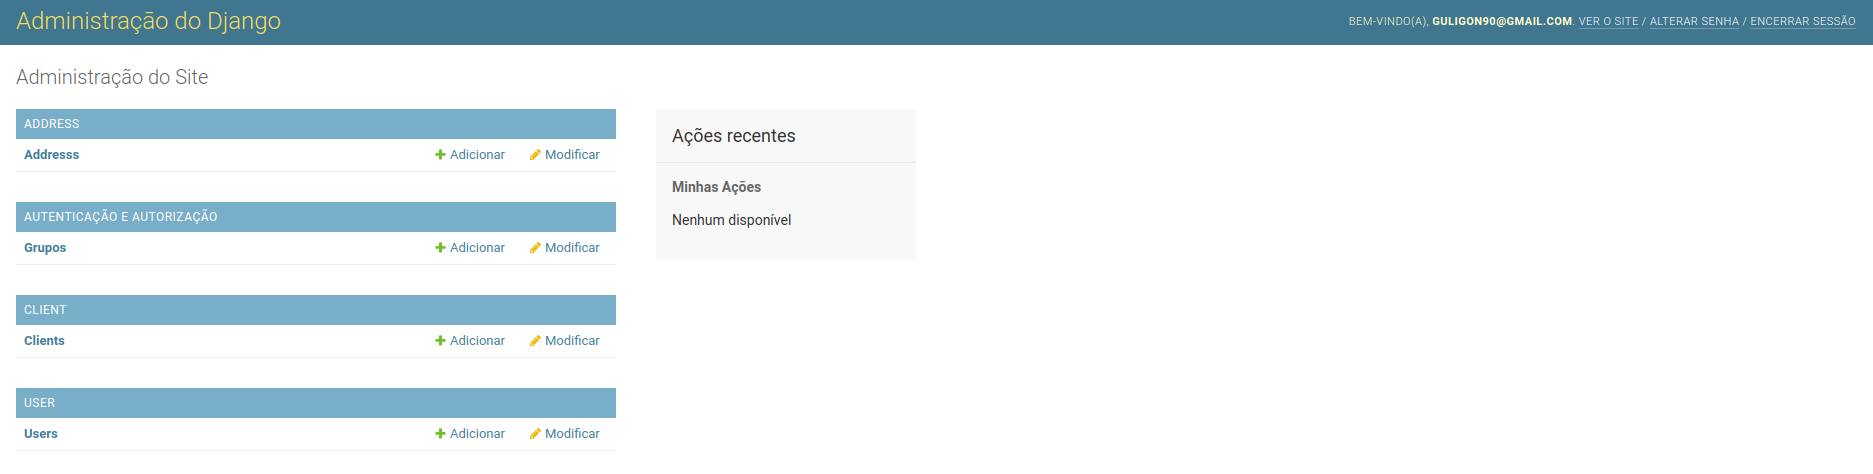 Administração do Django
BEM-VINDO(A), GULIGON90@GMAIL.COM. VER O SITE / ALTERAR SENHA / ENCERRAR SESSÃO
Administração do Site
ADDRESS
Addresss Adicionar Modificar
AUTENTICAÇÃO E AUTORIZAÇÃO
Grupos Adicionar Modificar
CLIENT
Clients Adicionar Modificar
USER
Users Adicionar Modificar
Ações recentes
Minhas Ações
Nenhum disponível